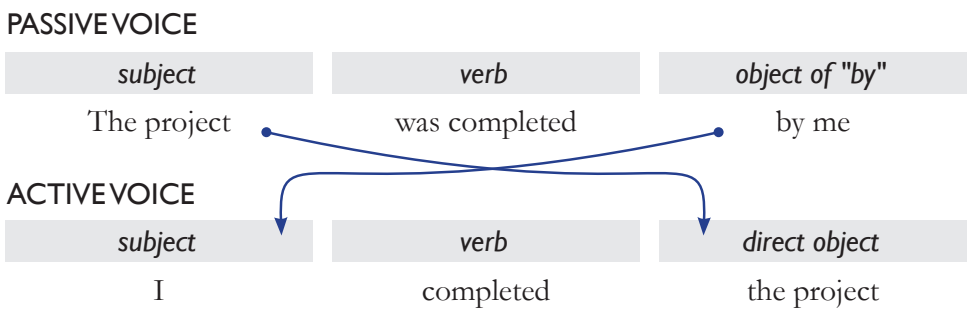 PASSIVE VOICE
subject verb object of "by"
The project was completed by me
ACTIVE VOICE
subject verb direct object
I completed the project